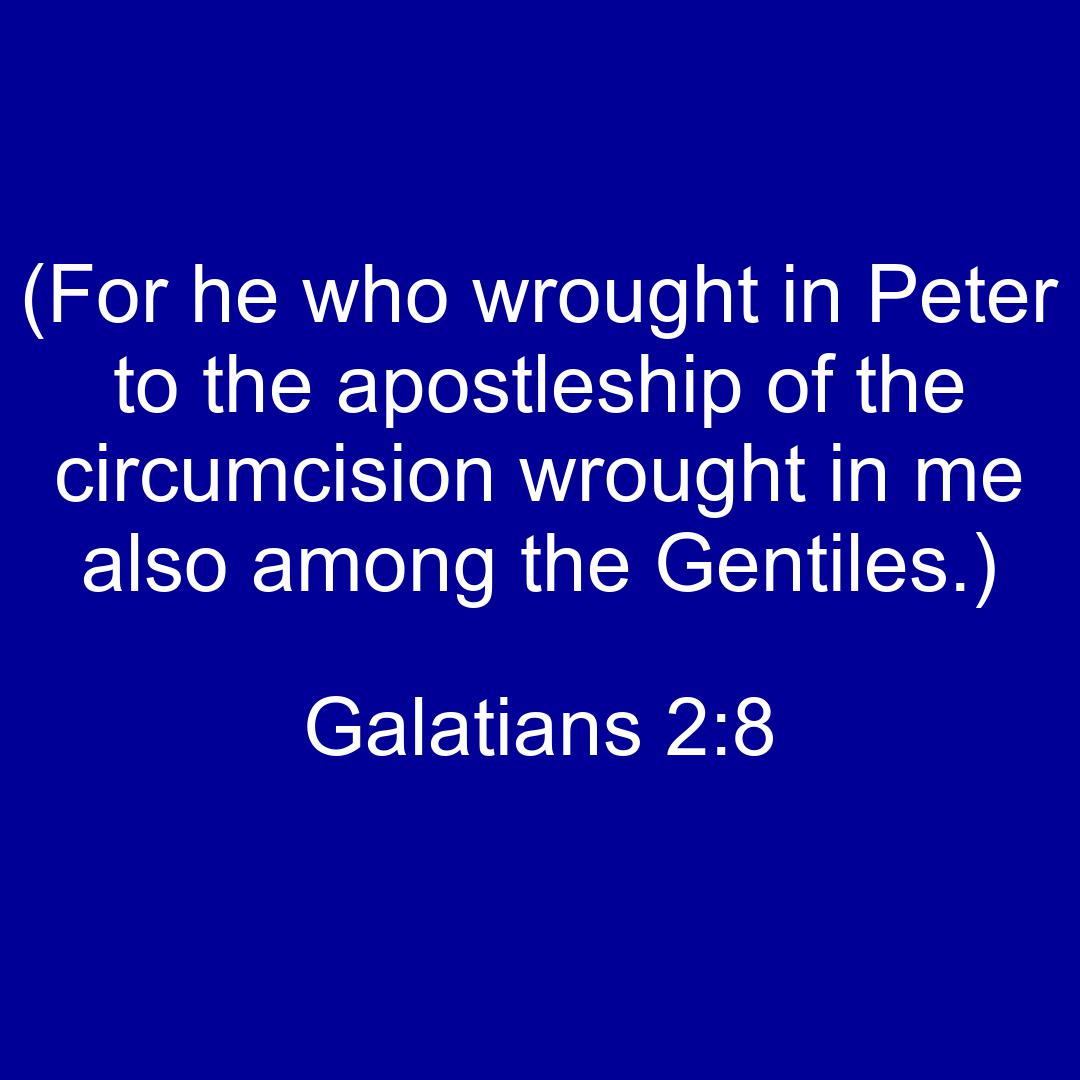 (For he who wrought in Peter
to the apostleship of the
circumcision wrought in me
also among the Gentiles.)
Galatians 2:8